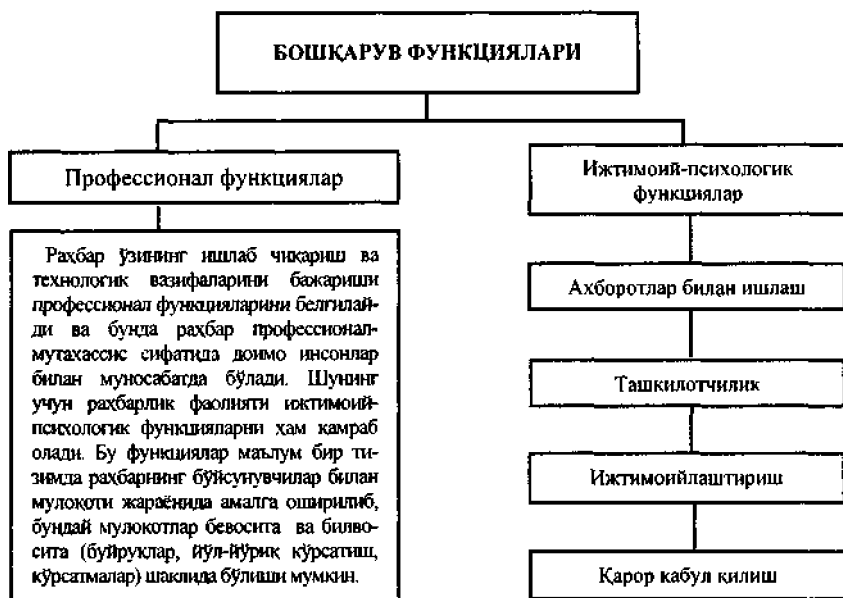 БОШҚАРУВ ФУНКЦИЯЛАРИ
Профессионал функциялар
Раҳбар ўзининг ишлаб чиқариш ва
технологик вазифаларини бажариши
профессионал функцияларини белгилай-
ди ва бунда раҳбар профессионал-
мутахассис сифатида доимо инсонлар
билан муносабатда бўлади. Шунинг
учун раҳбарлик фаолияти ижтимоий-
психологик функцияларни ҳам қамраб
олади. Бу функциялар маълум бир ти-
зимда раҳбарнинг бўйсунувчилар билан
мулоқоти жараёнида амалга оширилиб,
бундай мулоқотлар бевосита ва билво-
сита (буйруқлар, йўл-йўриқ кўрсатиш,
кўрсатмалар) шаклида бўлиши мумкин.
Ижтимоий-психологик
функциялар
Ахборотлар билан ишлаш
Ташкилотчилик
Ижтимоийлаштириш
Қарор қабул қилиш